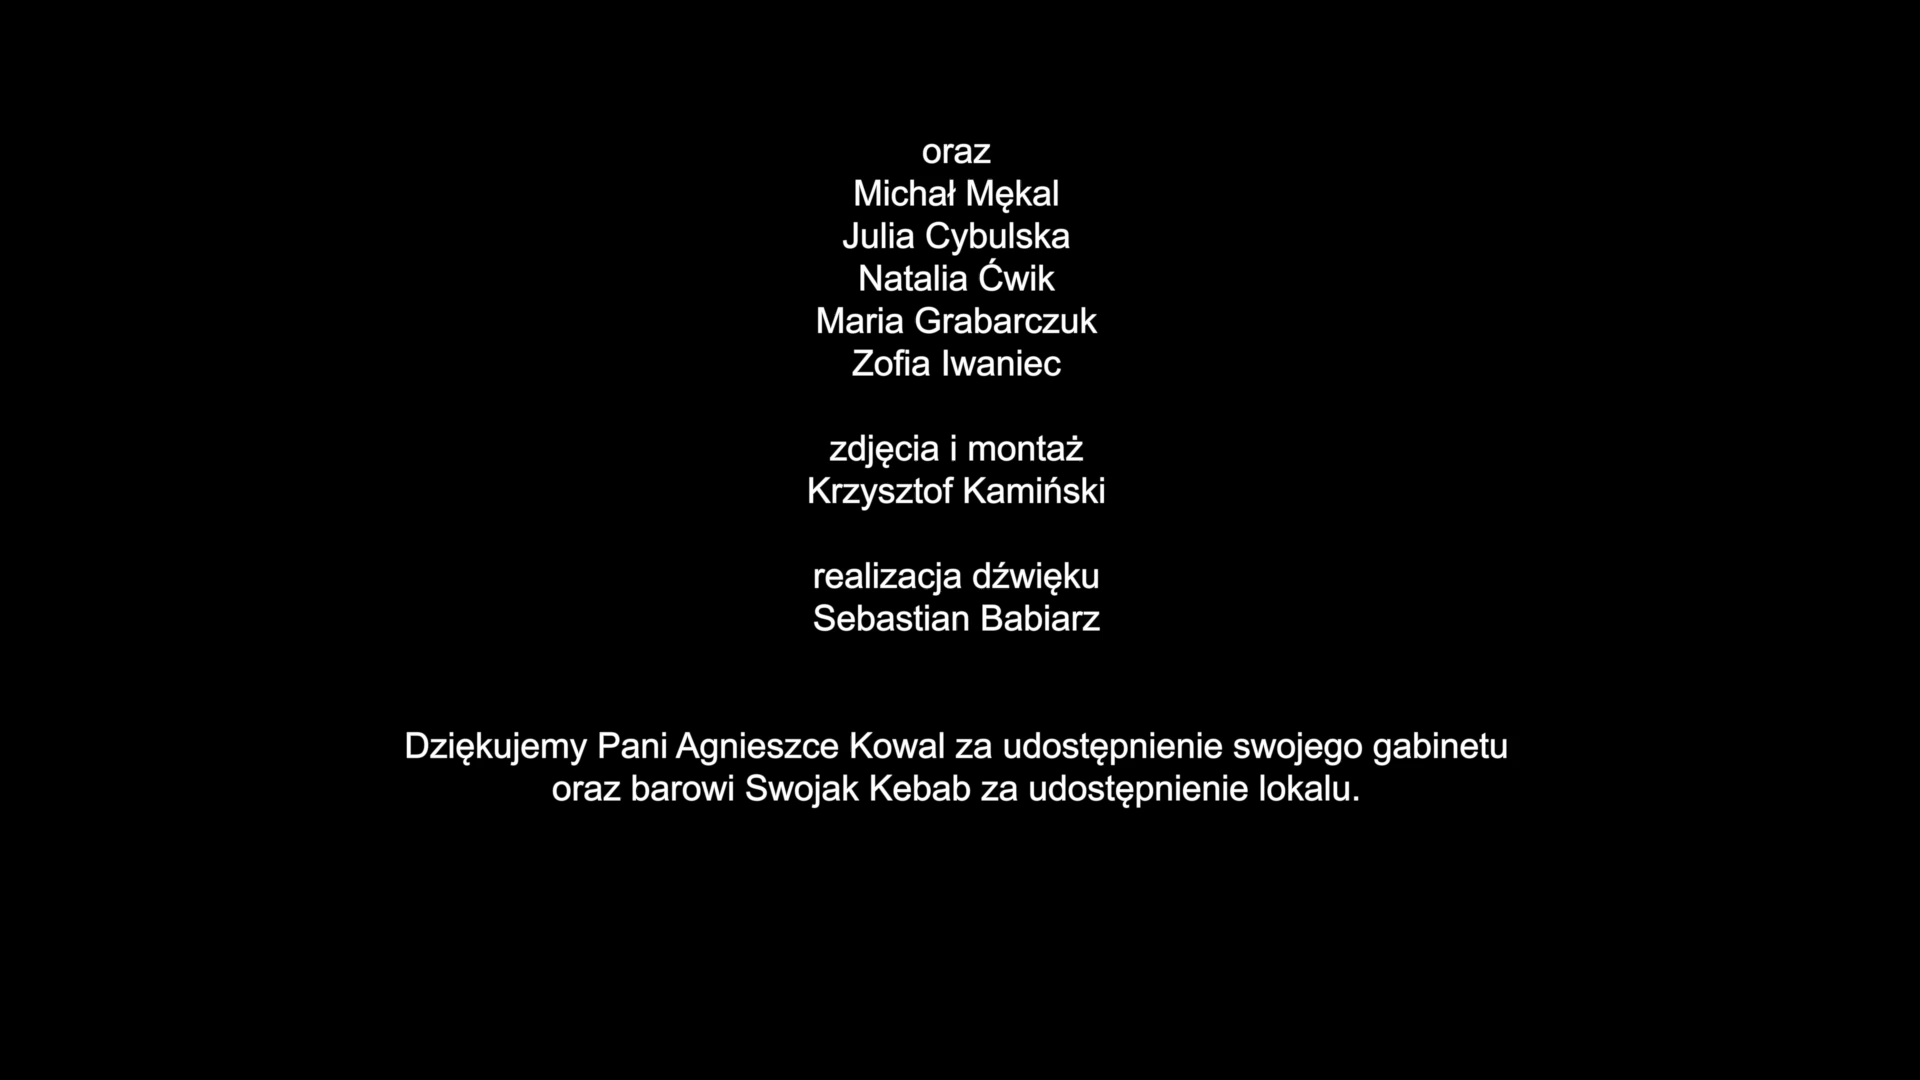 oraz
Michał Mękal
Julia Cybulska
Natalia Ćwik
Maria Grabarczuk
Zofia Iwaniec
zdjęcia i montaż
Krzysztof Kamiński
realizacja dźwięku
Sebastian Babiarz
Dziękujemy Pani Agnieszce Kowal za udostępnienie swojego gabinetu
oraz barowi Swojak Kebab za udostępnienie lokalu.